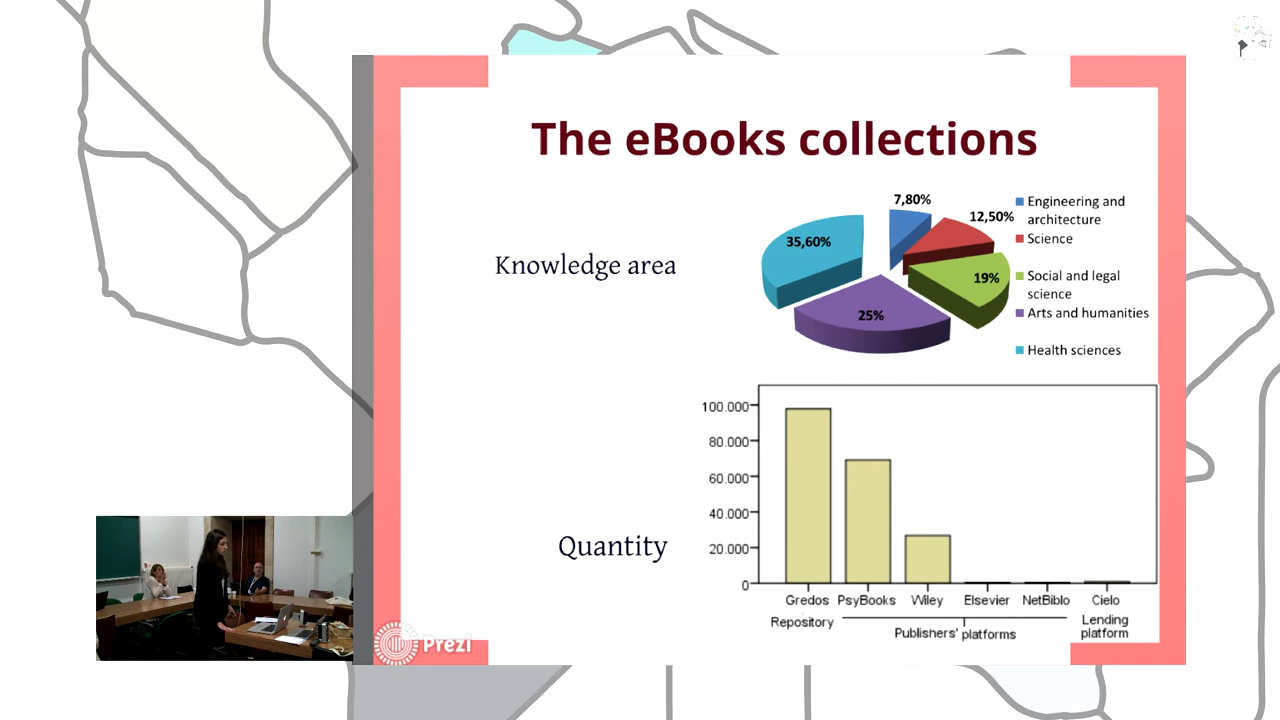 The eBooks collections
Knowledge area
7,80%
12,50%
19%
25%
35,60%
Engineering and
architecture
Science
Social and legal
science
Arts and humanities
Health sciences
Quantity
100.000
80.000
60.000
40.000
20.000
0
Gredos PsyBooks Wiley Elsevier NetBiblo Cielo
Repository
Publishers' platforms
Lending
platform
Prezi